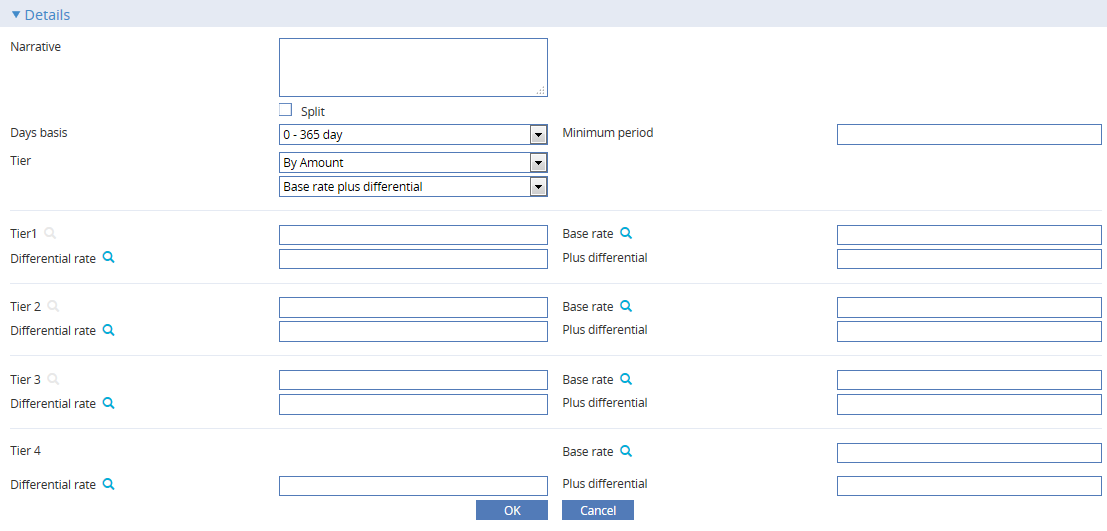 Details
Narrative
Split
Days basis 0 - 365 day Minimum period
Tier By Amount
Base rate plus differential
Tier1 Base rate
Differential rate Plus differential
Tier 2 Base rate
Differential rate Plus differential
Tier 3 Base rate
Differential rate Plus differential
Tier 4 Base rate
Differential rate Plus differential
OK Cancel